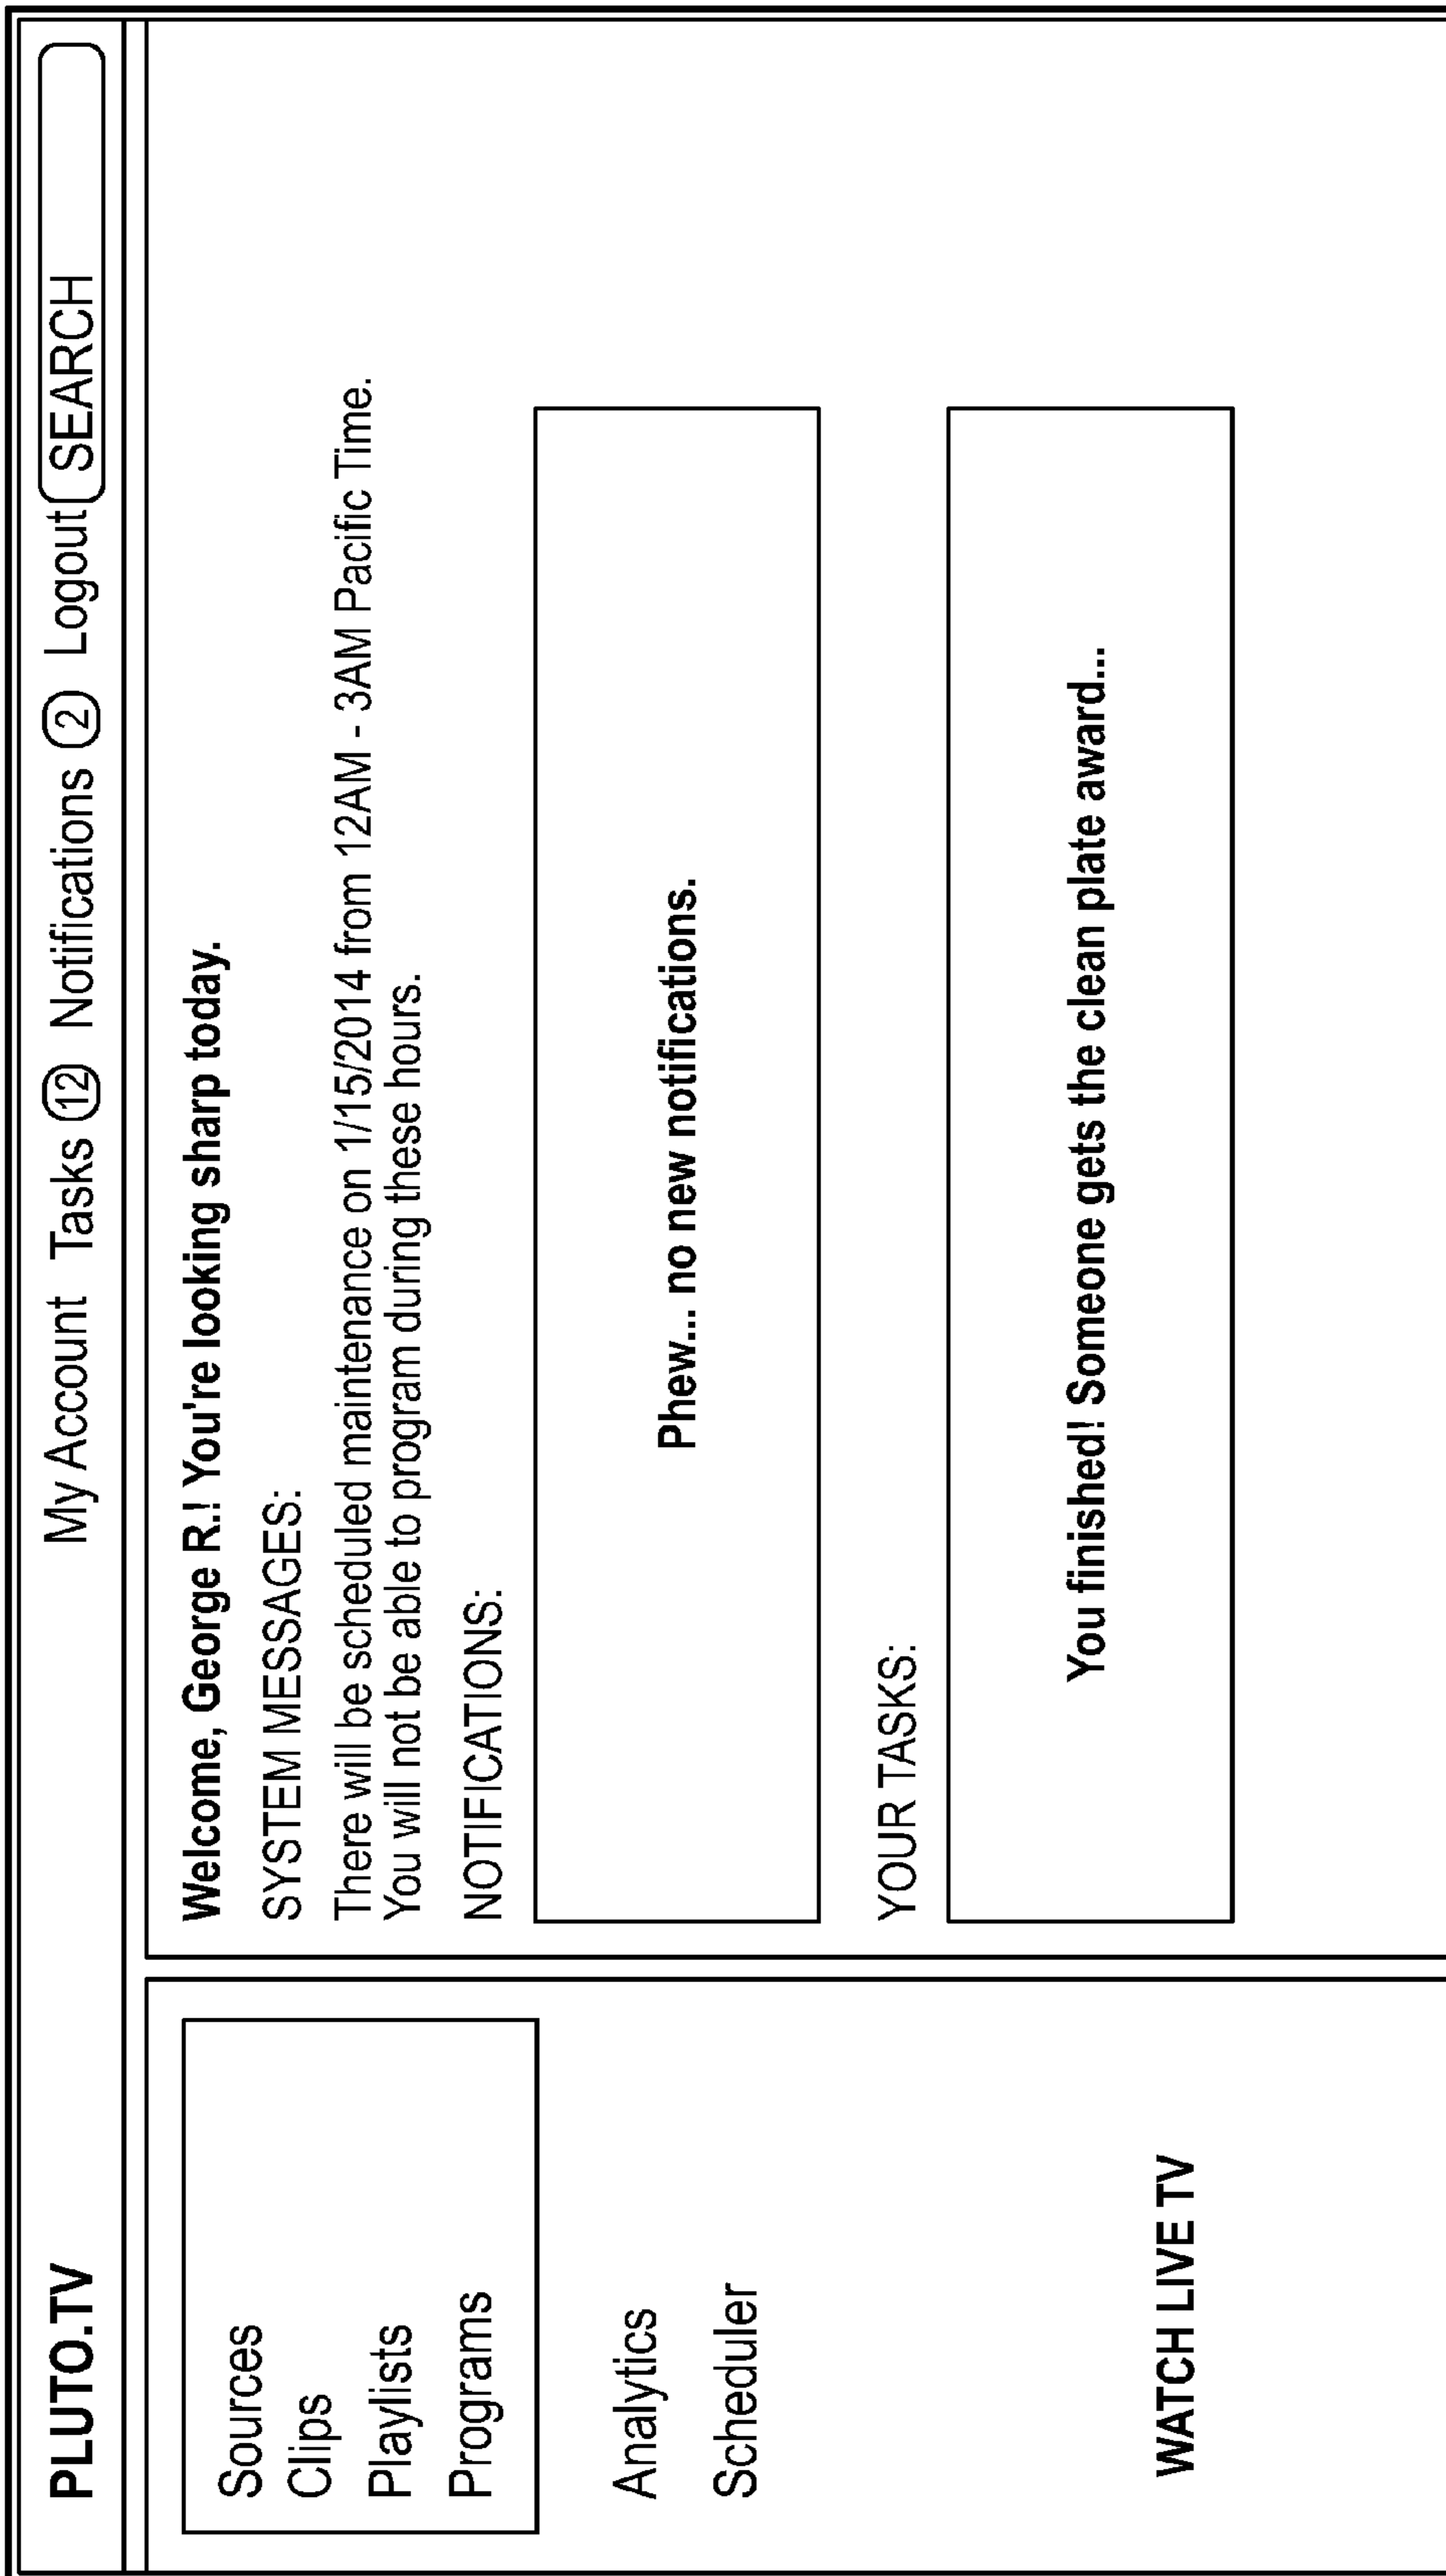 PLUTO.TV
My Account Tasks 12 Notifications 2 Logout SEARCH
Sources
Clips
Playlists
Programs
Analytics
Scheduler
WATCH LIVE TV
Welcome, George R.! You're looking sharp today.
SYSTEM MESSAGES:
There will be scheduled maintenance on 1/15/2014 from 12AM - 3AM Pacific Time.
You will not be able to program during these hours.
NOTIFICATIONS:
Phew... no new notifications.
YOUR TASKS:
You finished! Someone gets the clean plate award...